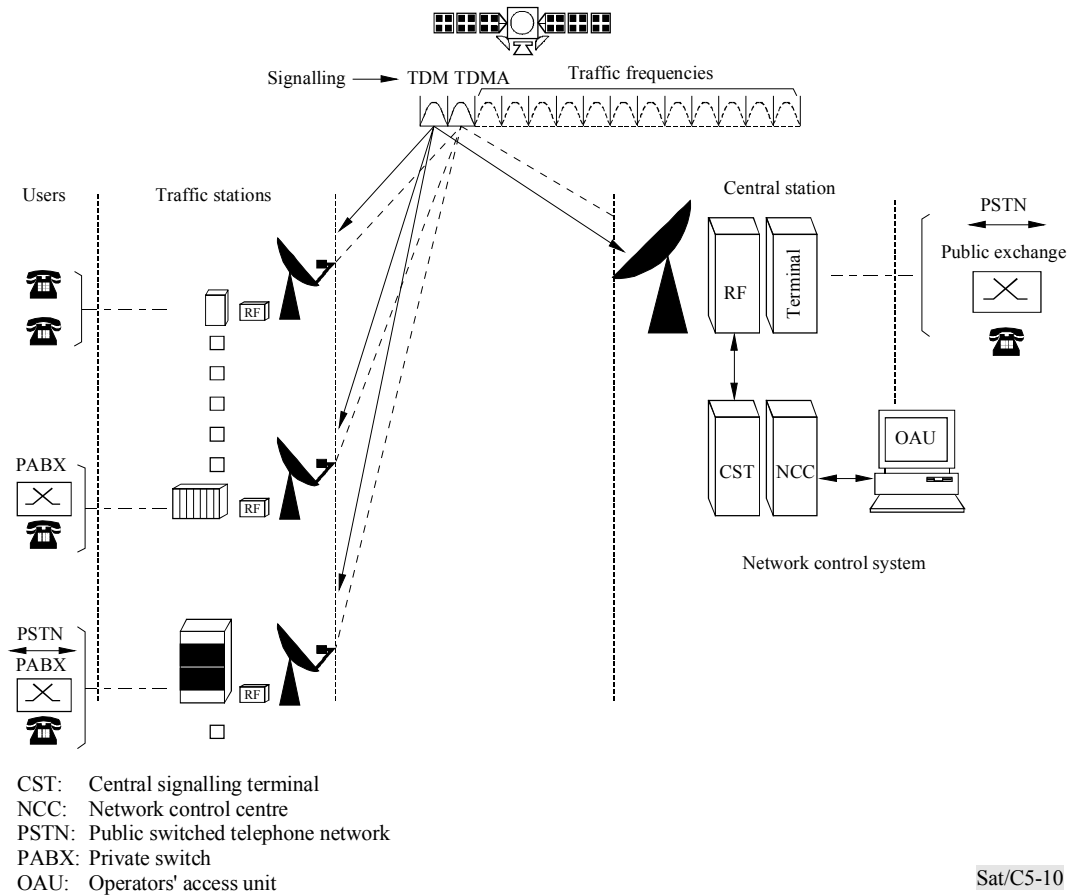 Signalling TDM TDMA Traffic frequencies
Users Traffic stations Central station
PSTN
Public exchange
RF
Terminal
RF
PABX
OAU
CST
NCC
RF
Network control system
PSTN
PABX
RF
CST: Central signalling terminal
NCC: Network control centre
PSTN: Public switched telephone network
PABX: Private switch
OAU: Operators' access unit
Sat/C5-10